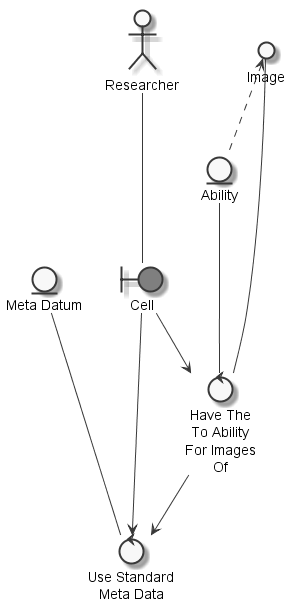 Researcher
Image
Ability
Meta Datum
Cell
Have The
To Ability
For Images
Of
Use Standard
Meta Data